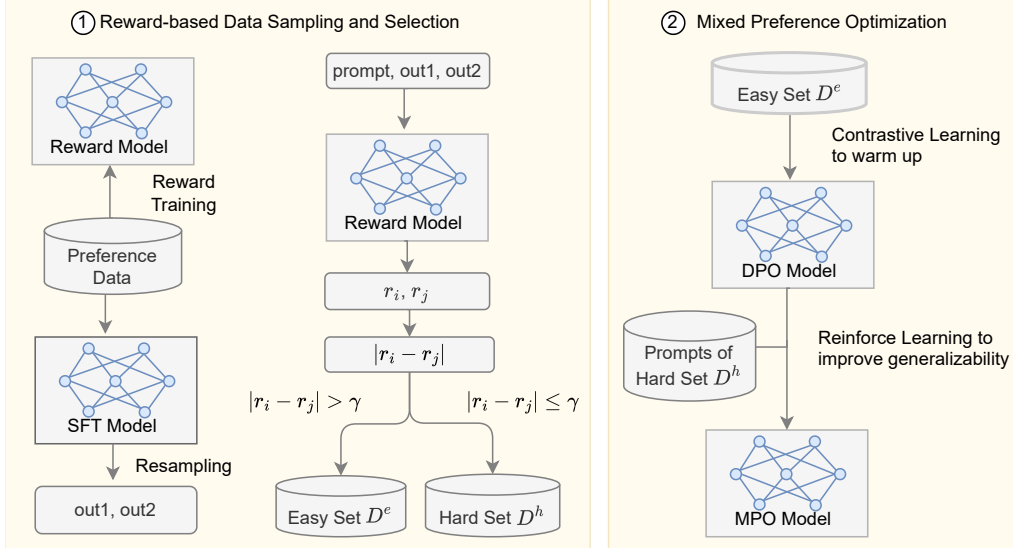 ① Reward-based Data Sampling and Selection
Reward Model
Reward
Training
Preference
Data
SFT Model
Resampling
out1, out2
prompt, out1, out2
Reward Model
r_i, r_j
|r_i − r_j|
|r_i − r_j| > γ
|r_i − r_j| ≤ γ
Easy Set D^e
Hard Set D^h
② Mixed Preference Optimization
Easy Set D^e
Contrastive Learning
to warm up
DPO Model
Prompts of
Hard Set D^h
Reinforce Learning to
improve generalizability
MPO Model